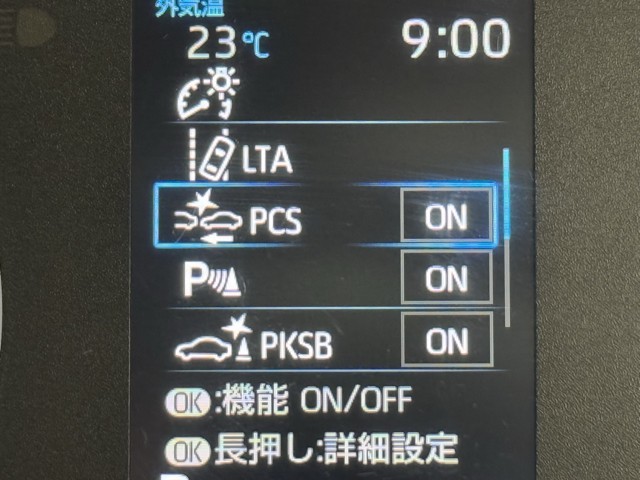 外気温
23℃ 9:00
LTA
PCS ON
P ON
PKSB ON
OK:機能 ON/OFF
OK長押し:詳細設定